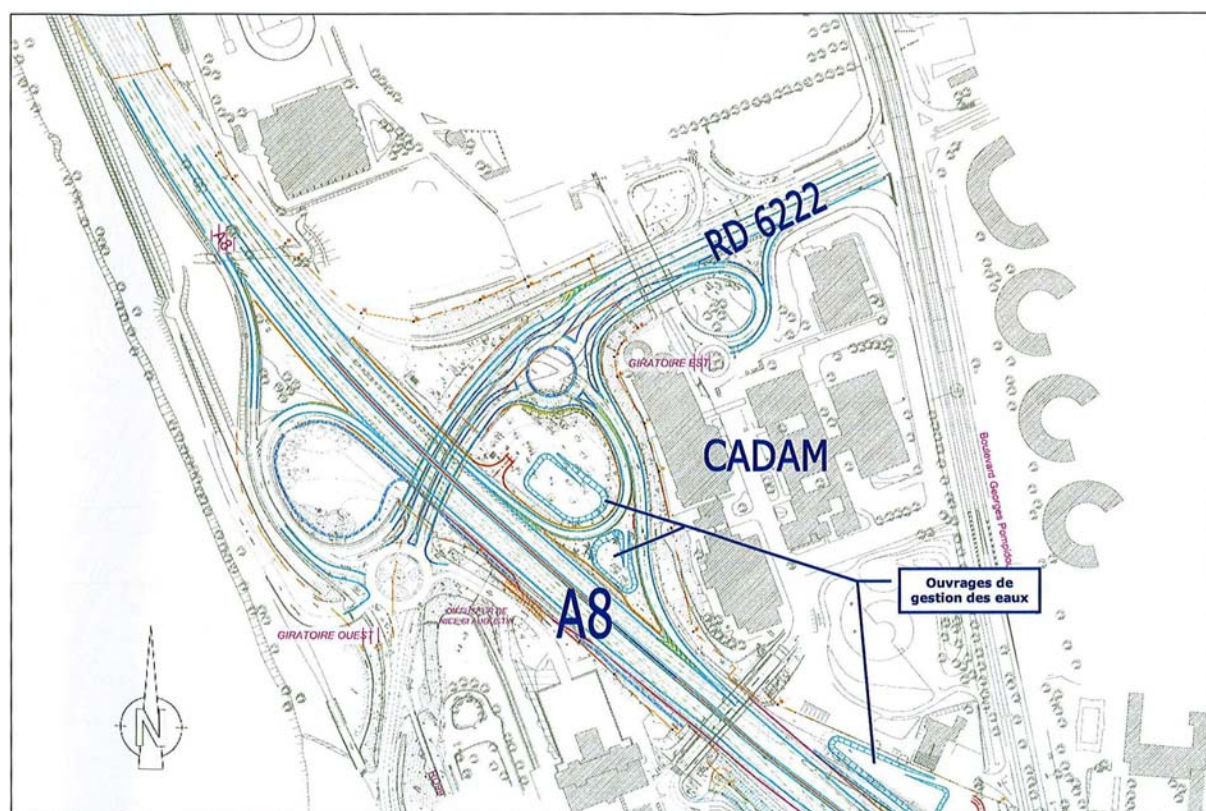 A8
RD 6222
GIRATOIRE EST
CADAM
Boulevard Georges Pompidou
Ouvrages de
gestion des eaux
A8
GIRATOIRE OUEST
N